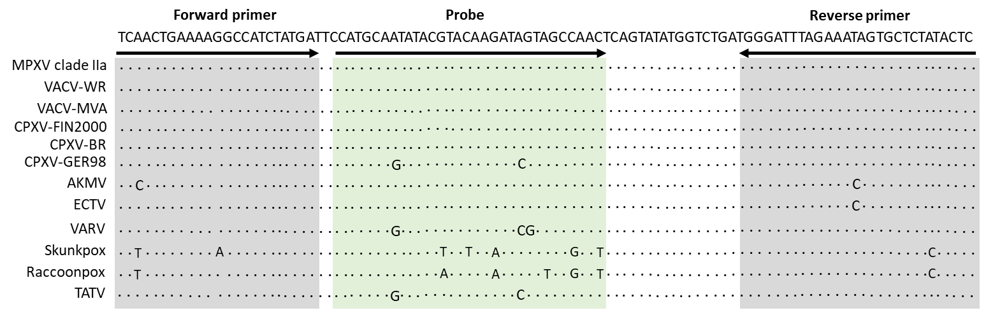 Forward primer Probe Reverse primer
TCAACTGAAAAGGCCATCTATGATTCCATGCAATATACGTACAAGATAGTAGCCAACTCAGTATATGGTCTGATGGGATTTAGAAATAGTGCTCTATACTC
MPXV clade IIa
VACV-WR
VACV-MVA
CPXV-FIN2000
CPXV-BR
CPXV-GER98 G C
AKMV C C
ECTV C
VARV G CG
Skunkpox T A T T A G T C
Raccoonpox T A A T G T C
TATV G C